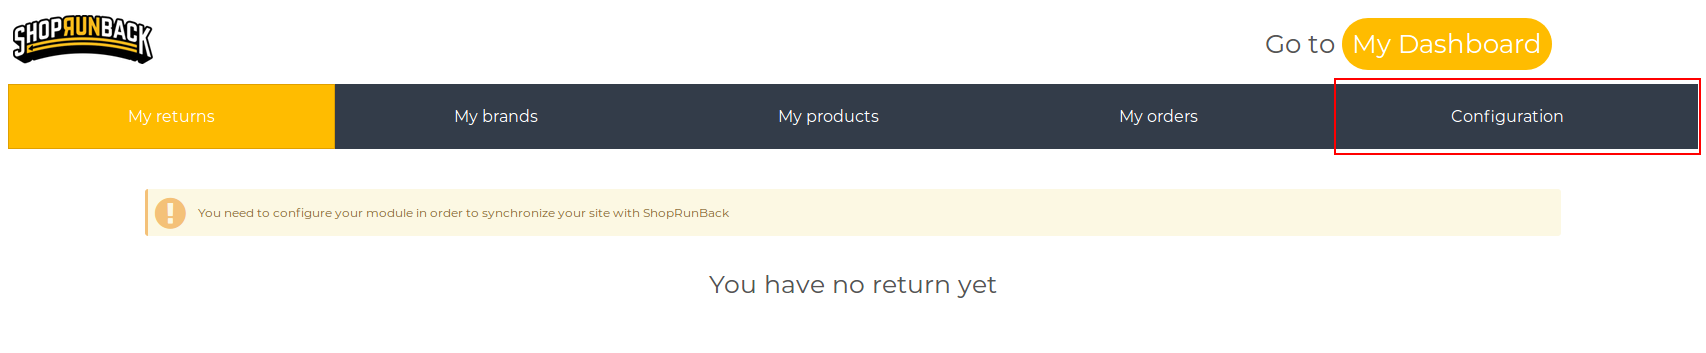 SHOPRUNBACK
Go to My Dashboard
My returns My brands My products My orders Configuration
You need to configure your module in order to synchronize your site with ShopRunBack
You have no return yet